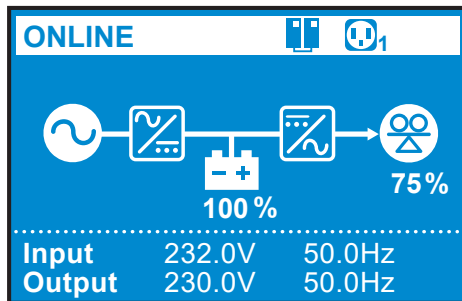 ONLINE 1
75%
100 %
Input 232.0V 50.0Hz
Output 230.0V 50.0Hz